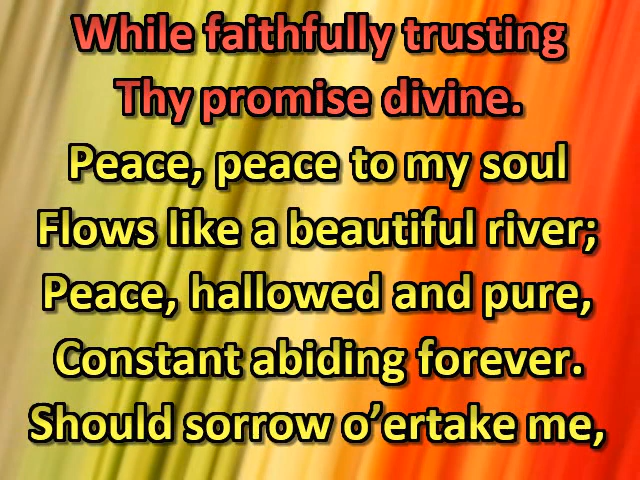 While faithfully trusting
Thy promise divine.
Peace, peace to my soul
Flows like a beautiful river;
Peace, hallowed and pure,
Constant abiding forever.
Should sorrow o’ertake me,